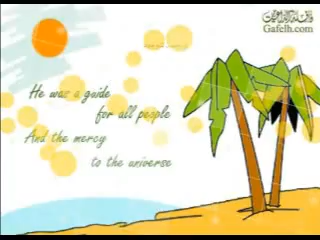 Gafelh.com
He was a guide
for all people
And the mercy
to the universe